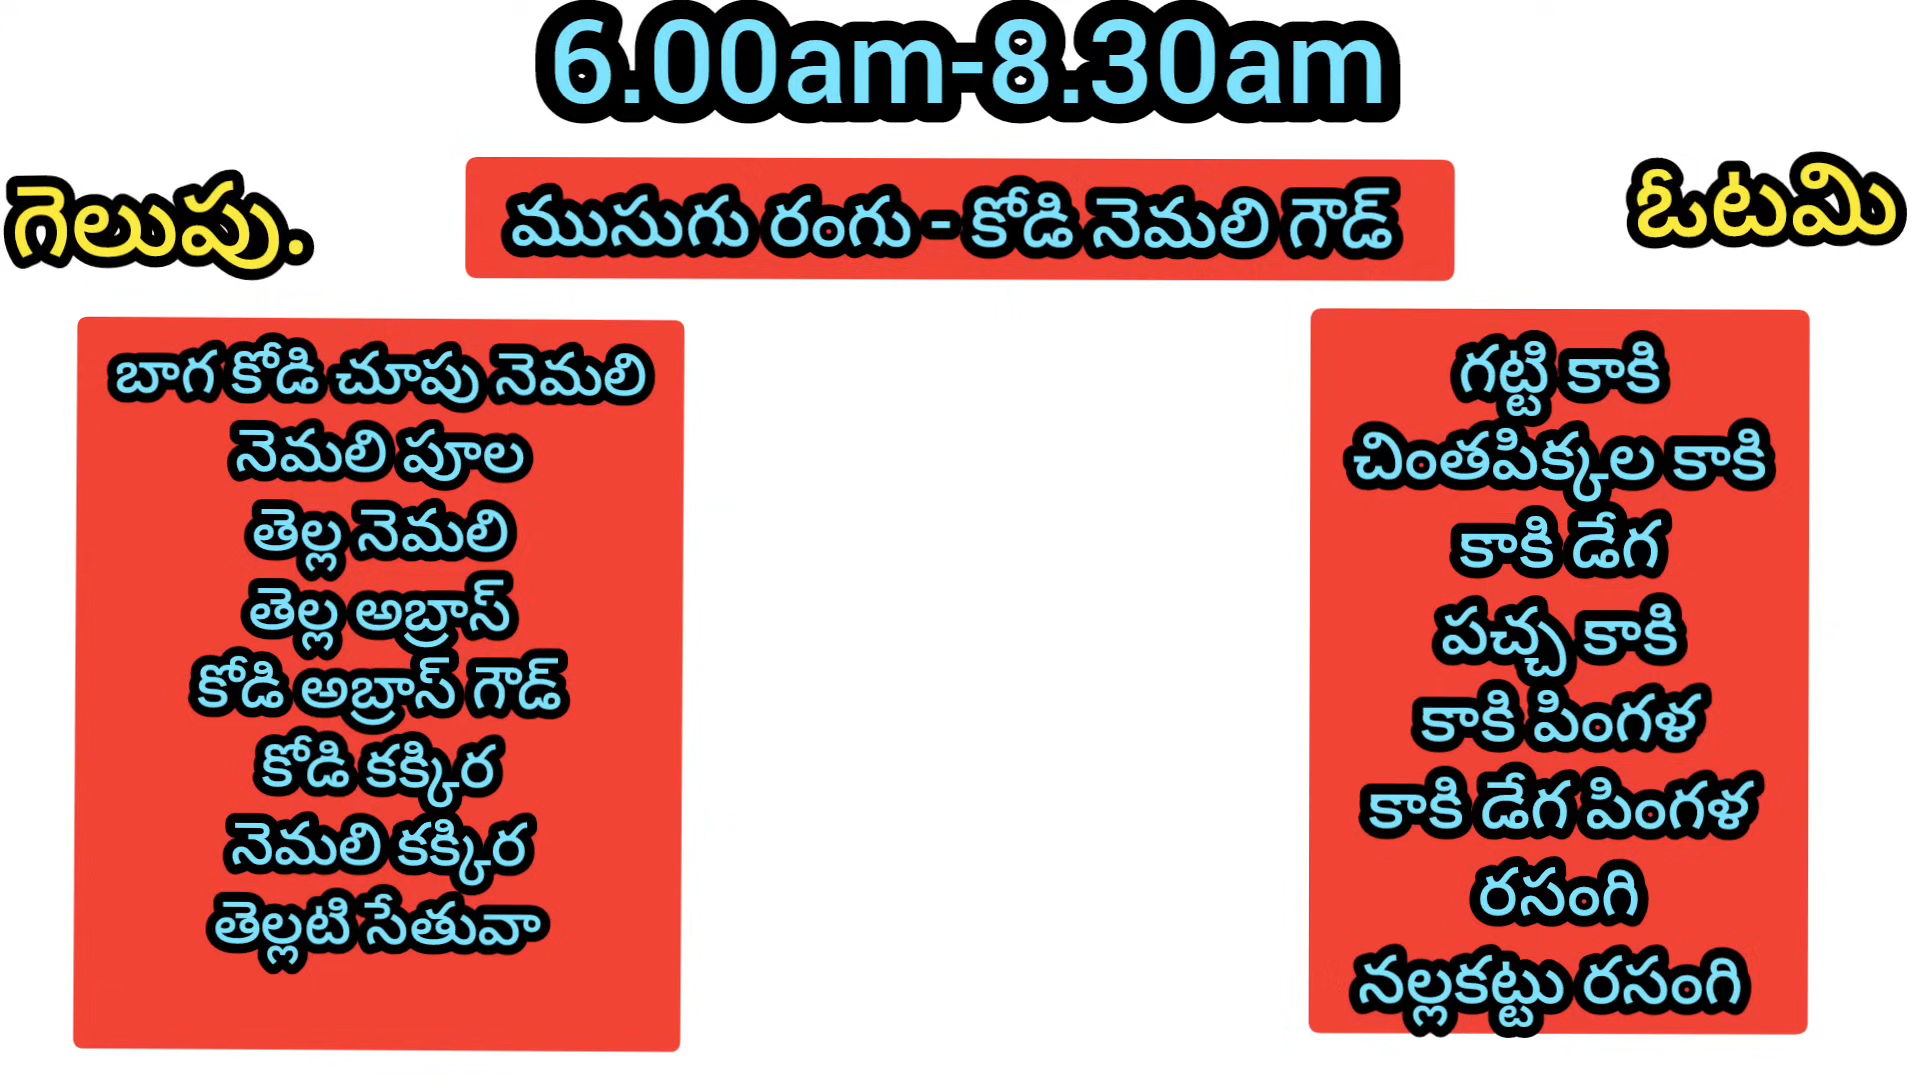 6.00am-8.30am
గెలుపు.
ముసుగు రంగు - కోడి నెమలి గౌడ్
ఓటమి
బాగ కోడి చూపు నెమలి
నెమలి పూల
తెల్ల నెమలి
తెల్ల అబ్రాస్
కోడి అబ్రాస్ గౌడ్
కోడి కక్కిర
నెమలి కక్కిర
తెల్లటి సేతువా
గట్టి కాకి
చింతపిక్కల కాకి
కాకి డేగ
పచ్చ కాకి
కాకి పింగళ
కాకి డేగ పింగళ
రసంగి
నల్లకట్టు రసంగి